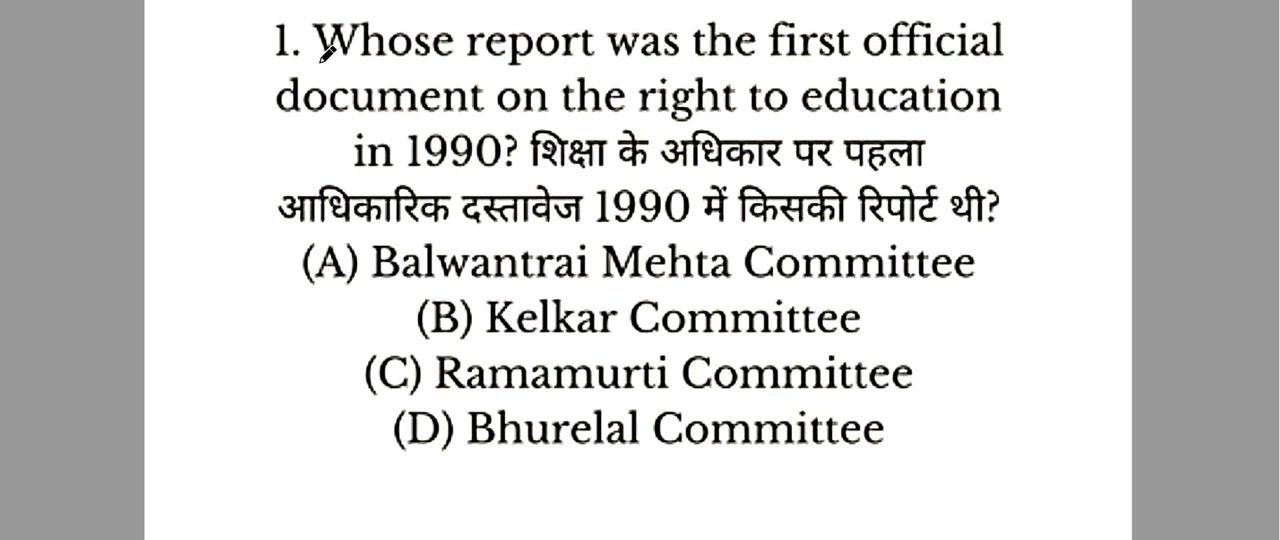 1. Whose report was the first official
document on the right to education
in 1990? शिक्षा के अधिकार पर पहला
आधिकारिक दस्तावेज 1990 में किसकी रिपोर्ट थी?
(A) Balwantrai Mehta Committee
(B) Kelkar Committee
(C) Ramamurti Committee
(D) Bhurelal Committee